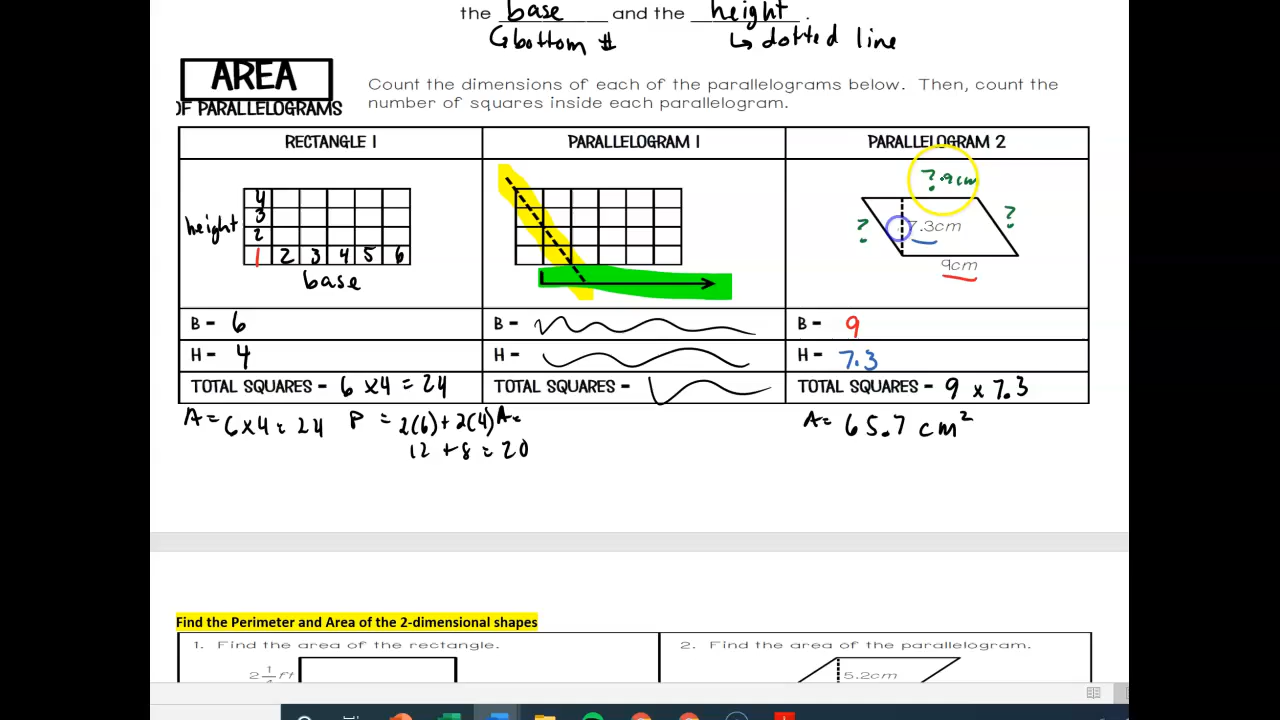 the base and the height.
↳bottom # ↳ dotted line
AREA
OF PARALLELOGRAMS
Count the dimensions of each of the parallelograms below. Then, count the
number of squares inside each parallelogram.
RECTANGLE 1 PARALLELOGRAM 1 PARALLELOGRAM 2
?.9cm
4
3
height 2
1 2 3 4 5 6
base
? 7.3cm ?
9cm
B = 6 B = B = 9
H = 4 H = H = 7.3
TOTAL SQUARES = 6 x4 = 24 TOTAL SQUARES = TOTAL SQUARES = 9 x 7.3
A= 6x4=24 P = 2(6)+2(4) A= A= 65.7 cm²
12 +8 = 20
Find the Perimeter and Area of the 2-dimensional shapes
1. Find the area of the rectangle. 2. Find the area of the parallelogram.
5.2cm